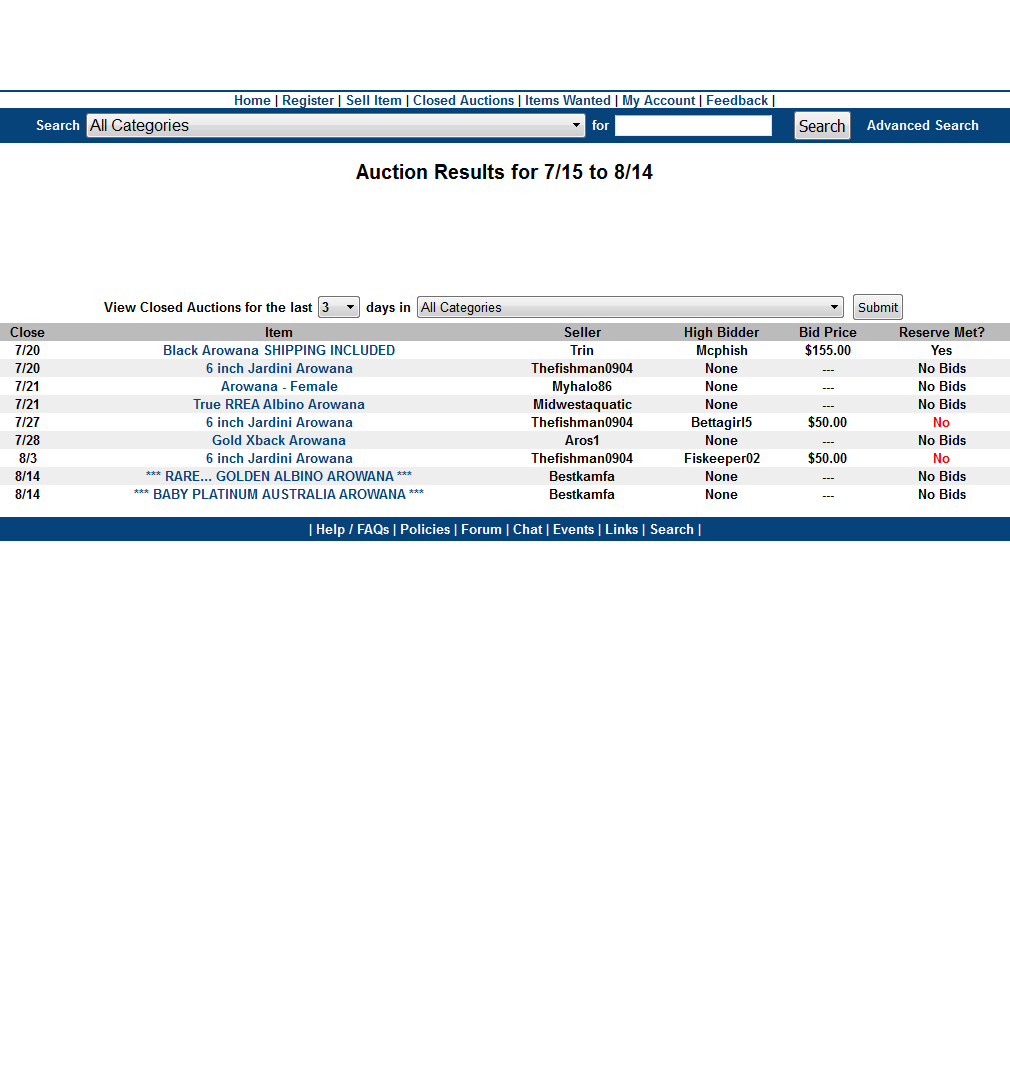 Home | Register | Sell Item | Closed Auctions | Items Wanted | My Account | Feedback |
Search All Categories for Search Advanced Search
Auction Results for 7/15 to 8/14
View Closed Auctions for the last 3 days in All Categories Submit
Close Item Seller High Bidder Bid Price Reserve Met?
7/20 Black Arowana SHIPPING INCLUDED Trin Mcphish $155.00 Yes
7/20 6 inch Jardini Arowana Thefishman0904 None --- No Bids
7/21 Arowana - Female Myhalo86 None --- No Bids
7/21 True RREA Albino Arowana Midwestaquatic None --- No Bids
7/27 6 inch Jardini Arowana Thefishman0904 Bettagirl5 $50.00 No
7/28 Gold Xback Arowana Aros1 None --- No Bids
8/3 6 inch Jardini Arowana Thefishman0904 Fiskeeper02 $50.00 No
8/14 *** RARE... GOLDEN ALBINO AROWANA *** Bestkamfa None --- No Bids
8/14 *** BABY PLATINUM AUSTRALIA AROWANA *** Bestkamfa None --- No Bids
| Help / FAQs | Policies | Forum | Chat | Events | Links | Search |